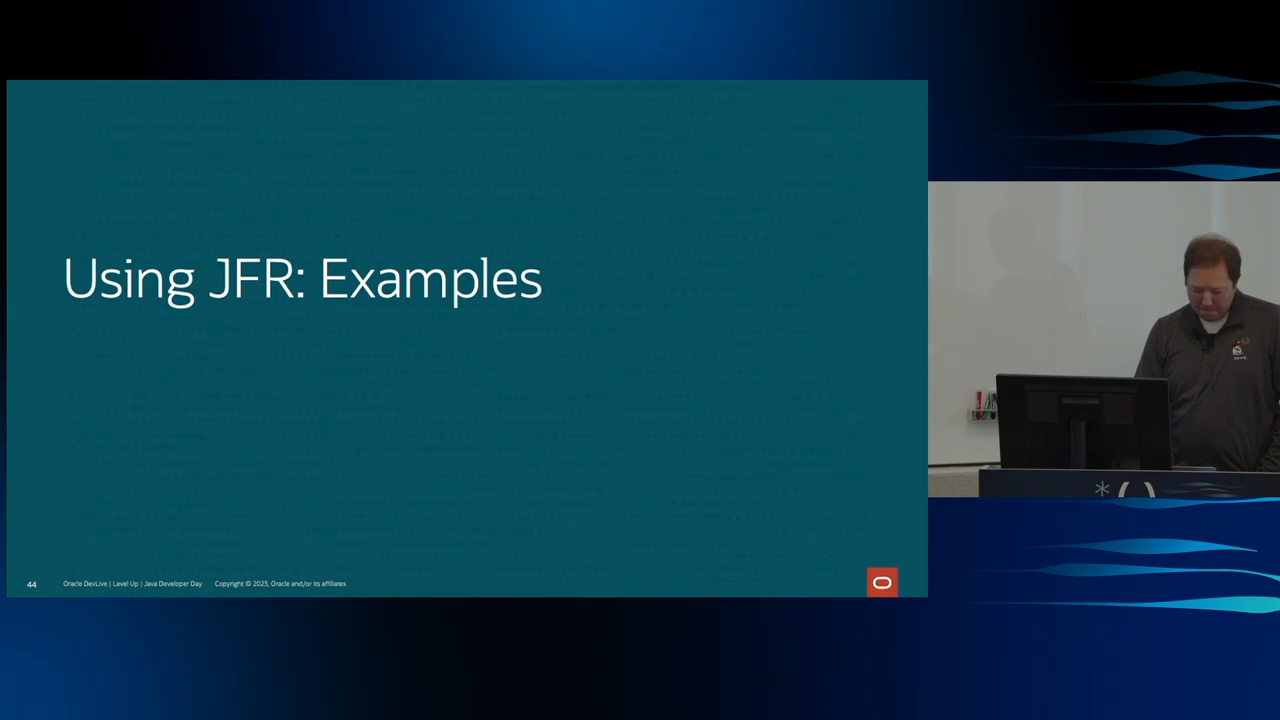 Using JFR: Examples
44
Oracle DevLive | Level Up | Java Developer Day
Copyright © 2023, Oracle and/or its affiliates